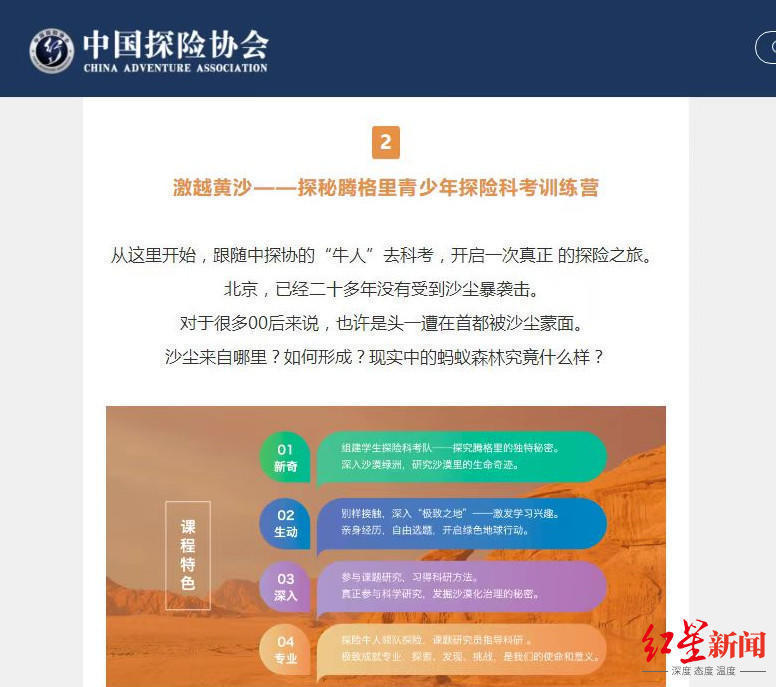 中国探险协会
CHINA ADVENTURE ASSOCIATION
2
激越黄沙——探秘腾格里青少年探险科考训练营
从这里开始，跟随中探协的“牛人”去科考，开启一次真正 的探险之旅。
北京，已经二十多年没有受到沙尘暴袭击。
对于很多00后来说，也许是头一遭在首都被沙尘蒙面。
沙尘来自哪里？如何形成？现实中的蚂蚁森林究竟什么样？
课程特色
01
新奇
组建学生探险科考队——探究腾格里的独特秘密。
深入沙漠绿洲，研究沙漠里的生命奇迹。
02
生动
别样接触，深入“极致之地”——激发学习兴趣。
亲身经历，自由选题，开启绿色地球行动。
03
深入
参与课题研究，习得科研方法。
真正参与科学研究，发掘沙漠化治理的秘密。
04
专业
探险牛人领队探险，课题研究员指导科研 。
极致成就专业，探索、发现、挑战，是我们的使命和意义。
红星新闻
深度 态度 温度